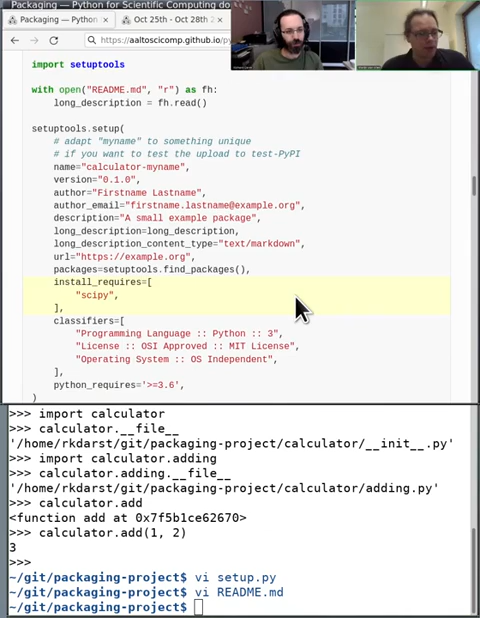 Packaging — Python for Scientific Computing do
Packaging — Python fo
Oct 25th - Oct 28th 2
https://aaltoscicomp.github.io/py
import setuptools
with open("README.md", "r") as fh:
long_description = fh.read()
setuptools.setup(
# adapt "myname" to something unique
# if you want to test the upload to test-PyPI
name="calculator-myname",
version="0.1.0",
author="Firstname Lastname",
author_email="firstname.lastname@example.org",
description="A small example package",
long_description=long_description,
long_description_content_type="text/markdown",
url="https://example.org",
packages=setuptools.find_packages(),
install_requires=[
"scipy",
],
classifiers=[
"Programming Language :: Python :: 3",
"License :: OSI Approved :: MIT License",
"Operating System :: OS Independent",
],
python_requires='>=3.6',
)
>>> import calculator
>>> calculator.__file__
'/home/rkdarst/git/packaging-project/calculator/__init__.py'
>>> import calculator.adding
>>> calculator.adding.__file__
'/home/rkdarst/git/packaging-project/calculator/adding.py'
>>> calculator.add
<function add at 0x7f5b1ce62670>
>>> calculator.add(1, 2)
3
>>>
~/git/packaging-project$ vi setup.py
~/git/packaging-project$ vi README.md
~/git/packaging-project$